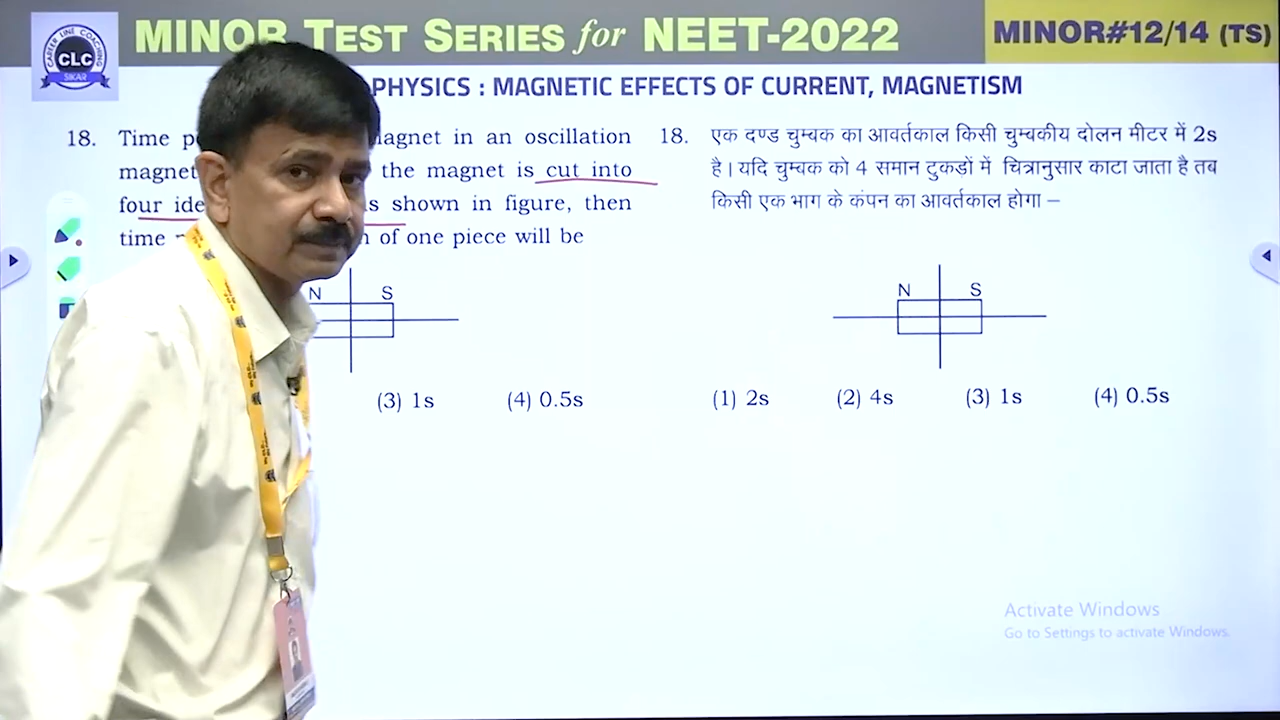 MINOR TEST SERIES for NEET-2022
MINOR#12/14 (TS)
CAREER LINE COACHING
CLC
SIKAR
PHYSICS : MAGNETIC EFFECTS OF CURRENT, MAGNETISM
18. Time agnet in an oscillation
the magnet is cut into
four shown in figure, then
time of one piece will be
N S
(3) 1s (4) 0.5s
18. एक दण्ड चुम्बक का आवर्तकाल किसी चुम्बकीय दोलन मीटर में 2s
है। यदि चुम्बक को 4 समान टुकड़ों में चित्रानुसार काटा जाता है तब
किसी एक भाग के कंपन का आवर्तकाल होगा –
N S
(1) 2s (2) 4s (3) 1s (4) 0.5s
Activate Windows
Go to Settings to activate Windows.